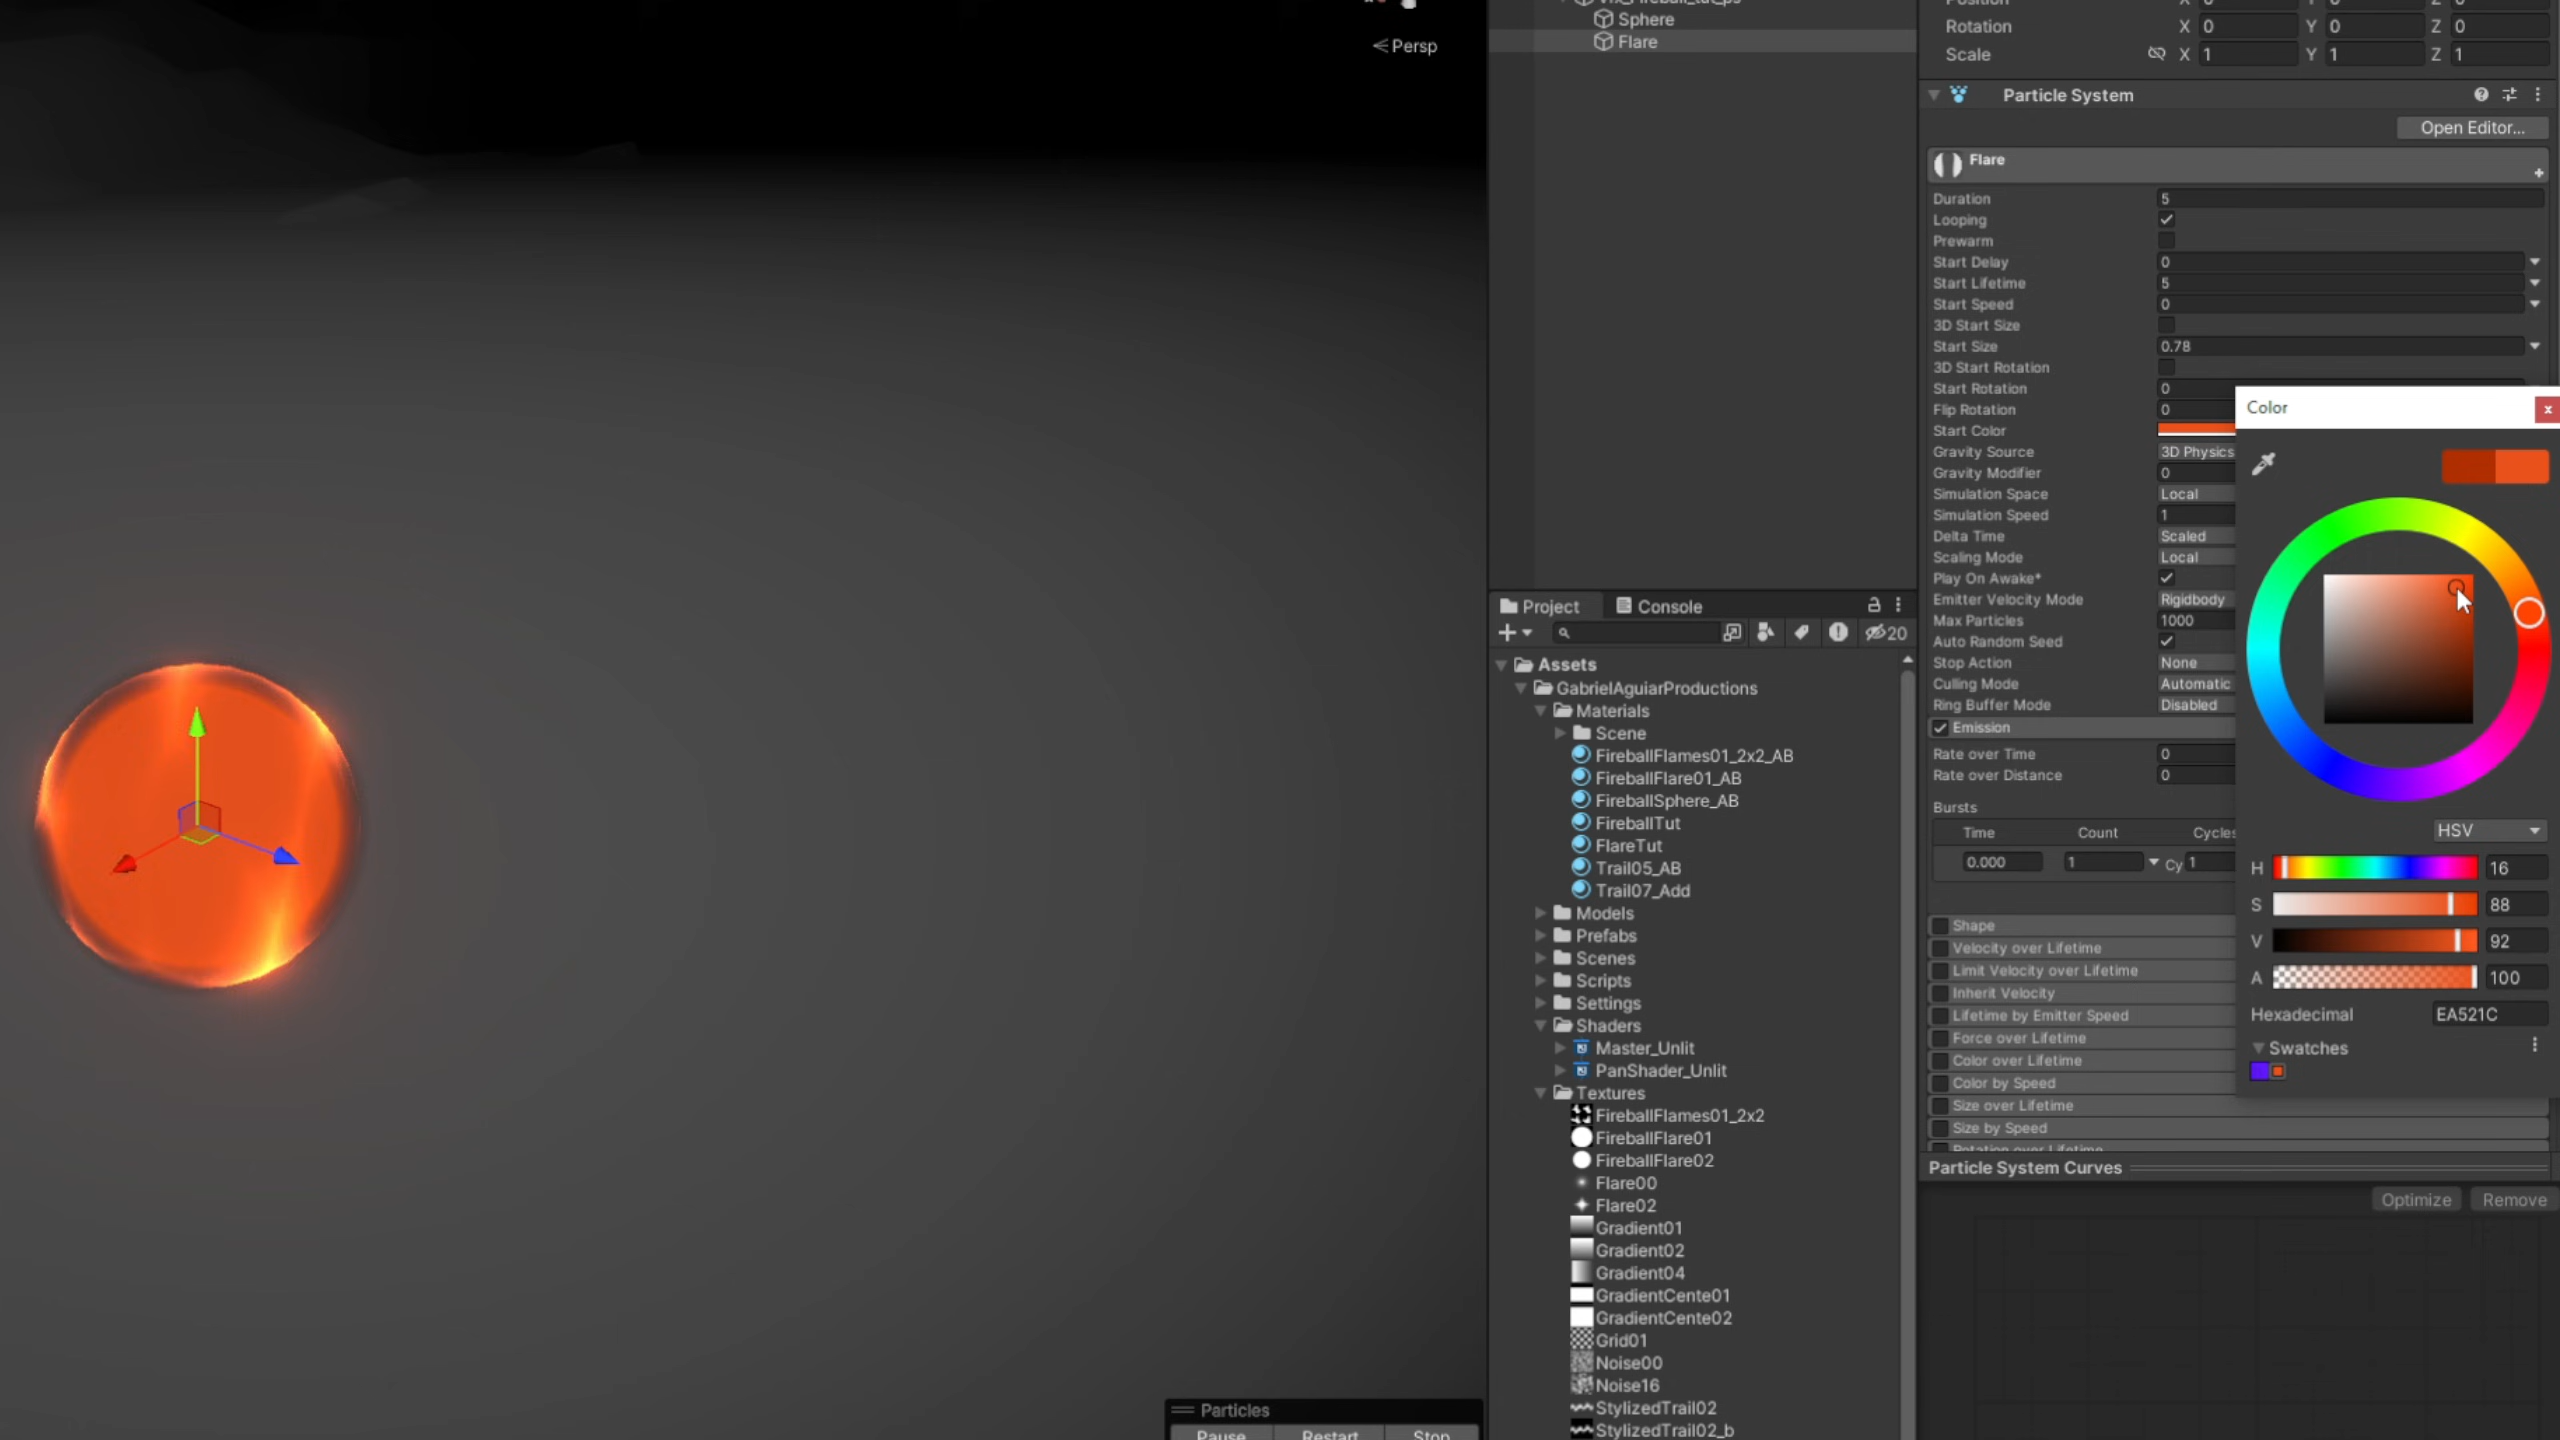 Persp
Sphere
Flare
Rotation X 0 Y 0 Z 0
Scale X 1 Y 1 Z 1
Particle System
Open Editor...
Flare
Duration 5
Looping
Prewarm
Start Delay 0
Start Lifetime 5
Start Speed 0
3D Start Size
Start Size 0.78
3D Start Rotation
Start Rotation 0
Flip Rotation 0
Start Color
Gravity Source 3D Physics
Gravity Modifier 0
Simulation Space Local
Simulation Speed 1
Delta Time Scaled
Scaling Mode Local
Play On Awake*
Emitter Velocity Mode Rigidbody
Max Particles 1000
Auto Random Seed
Stop Action None
Culling Mode Automatic
Ring Buffer Mode Disabled
Emission
Rate over Time 0
Rate over Distance 0
Bursts
Time Count Cycles
0.000 1 Cy 1
Shape
Velocity over Lifetime
Limit Velocity over Lifetime
Inherit Velocity
Lifetime by Emitter Speed
Force over Lifetime
Color over Lifetime
Color by Speed
Size over Lifetime
Size by Speed
Rotation over Lifetime
Particle System Curves
Optimize Remove
Color
x
HSV
H 16
S 88
V 92
A 100
Hexadecimal EA521C
Swatches
Project Console
20
Assets
GabrielAguiarProductions
Materials
Scene
FireballFlames01_2x2_AB
FireballFlare01_AB
FireballSphere_AB
FireballTut
FlareTut
Trail05_AB
Trail07_Add
Models
Prefabs
Scenes
Scripts
Settings
Shaders
Master_Unlit
PanShader_Unlit
Textures
FireballFlames01_2x2
FireballFlare01
FireballFlare02
Flare00
Flare02
Gradient01
Gradient02
Gradient04
GradientCente01
GradientCente02
Grid01
Noise00
Noise16
StylizedTrail02
StylizedTrail02_b
Particles
Pause Restart Stop